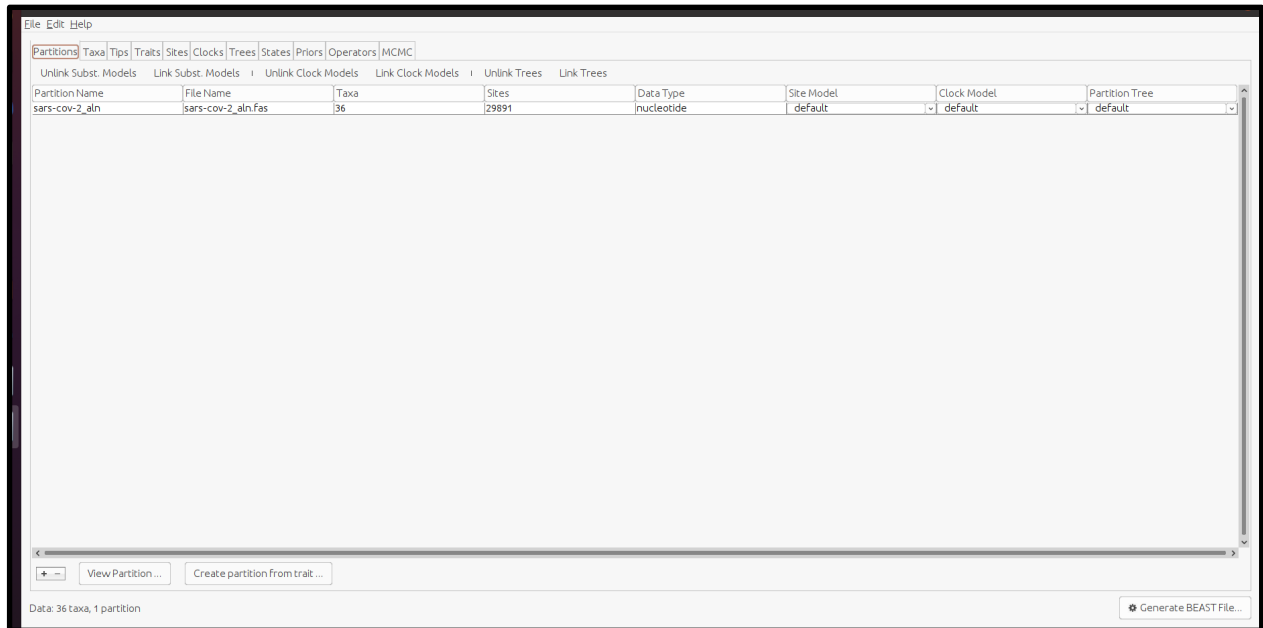 File Edit Help
Partitions Taxa Tips Traits Sites Clocks Trees States Priors Operators MCMC
Unlink Subst. Models Link Subst. Models Unlink Clock Models Link Clock Models Unlink Trees Link Trees
Partition Name File Name Taxa Sites Data Type Site Model Clock Model Partition Tree
sars-cov-2_aln sars-cov-2_aln.fas 36 29891 nucleotide default default default
+ - View Partition ... Create partition from trait ...
Data: 36 taxa, 1 partition Generate BEAST File...